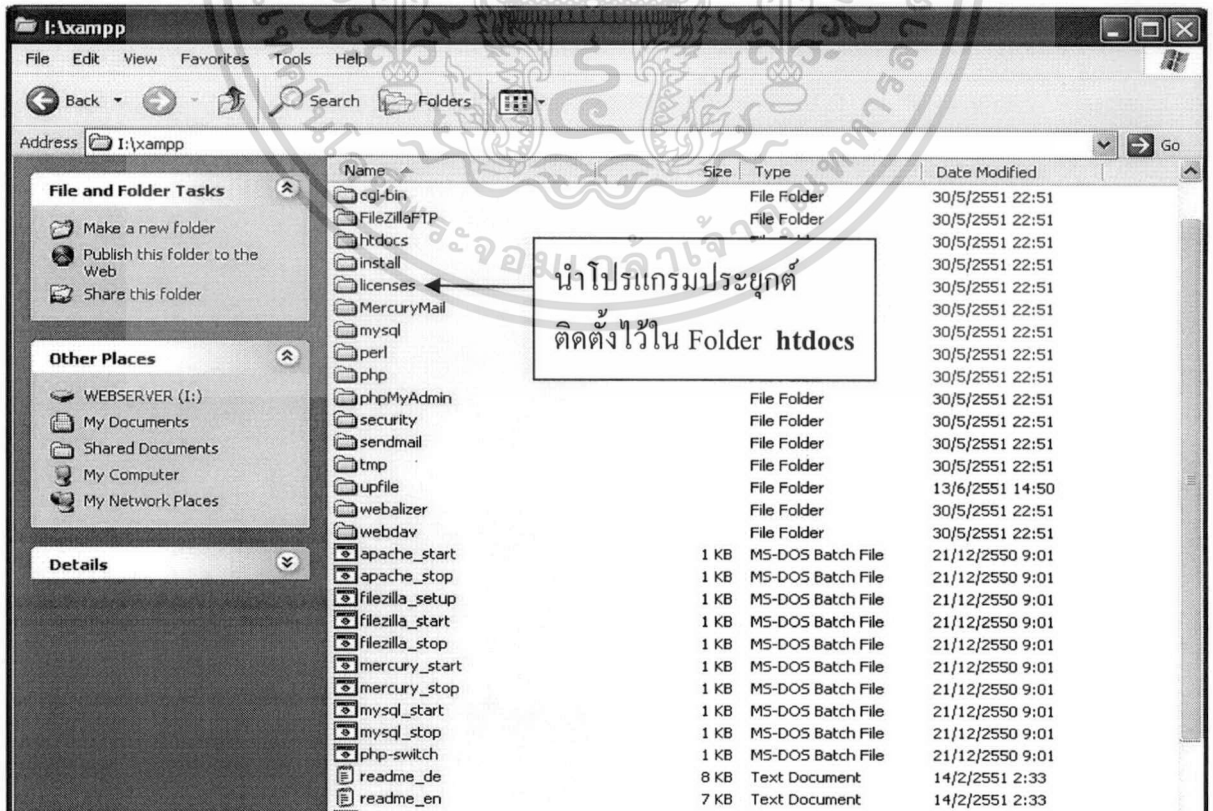 I:\xampp
File Edit View Favorites Tools Help
Back Search Folders
Address I:\xampp Go
Name Size Type Date Modified
File and Folder Tasks
Make a new folder
Publish this folder to the
Web
Share this folder
Other Places
WEBSERVER (I:)
My Documents
Shared Documents
My Computer
My Network Places
Details
cgi-bin File Folder 30/5/2551 22:51
FileZillaFTP File Folder 30/5/2551 22:51
htdocs 30/5/2551 22:51
install 30/5/2551 22:51
licenses 30/5/2551 22:51
MercuryMail 30/5/2551 22:51
mysql 30/5/2551 22:51
perl 30/5/2551 22:51
php 30/5/2551 22:51
phpMyAdmin File Folder 30/5/2551 22:51
security File Folder 30/5/2551 22:51
sendmail File Folder 30/5/2551 22:51
tmp File Folder 30/5/2551 22:51
upfile File Folder 13/6/2551 14:50
webalizer File Folder 30/5/2551 22:51
webdav File Folder 30/5/2551 22:51
apache_start 1 KB MS-DOS Batch File 21/12/2550 9:01
apache_stop 1 KB MS-DOS Batch File 21/12/2550 9:01
filezilla_setup 1 KB MS-DOS Batch File 21/12/2550 9:01
filezilla_start 1 KB MS-DOS Batch File 21/12/2550 9:01
filezilla_stop 1 KB MS-DOS Batch File 21/12/2550 9:01
mercury_start 1 KB MS-DOS Batch File 21/12/2550 9:01
mercury_stop 1 KB MS-DOS Batch File 21/12/2550 9:01
mysql_start 1 KB MS-DOS Batch File 21/12/2550 9:01
mysql_stop 1 KB MS-DOS Batch File 21/12/2550 9:01
php-switch 1 KB MS-DOS Batch File 21/12/2550 9:01
readme_de 8 KB Text Document 14/2/2551 2:33
readme_en 7 KB Text Document 14/2/2551 2:33
นำโปรแกรมประยุกต์
ติดตั้งไว้ใน Folder htdocs